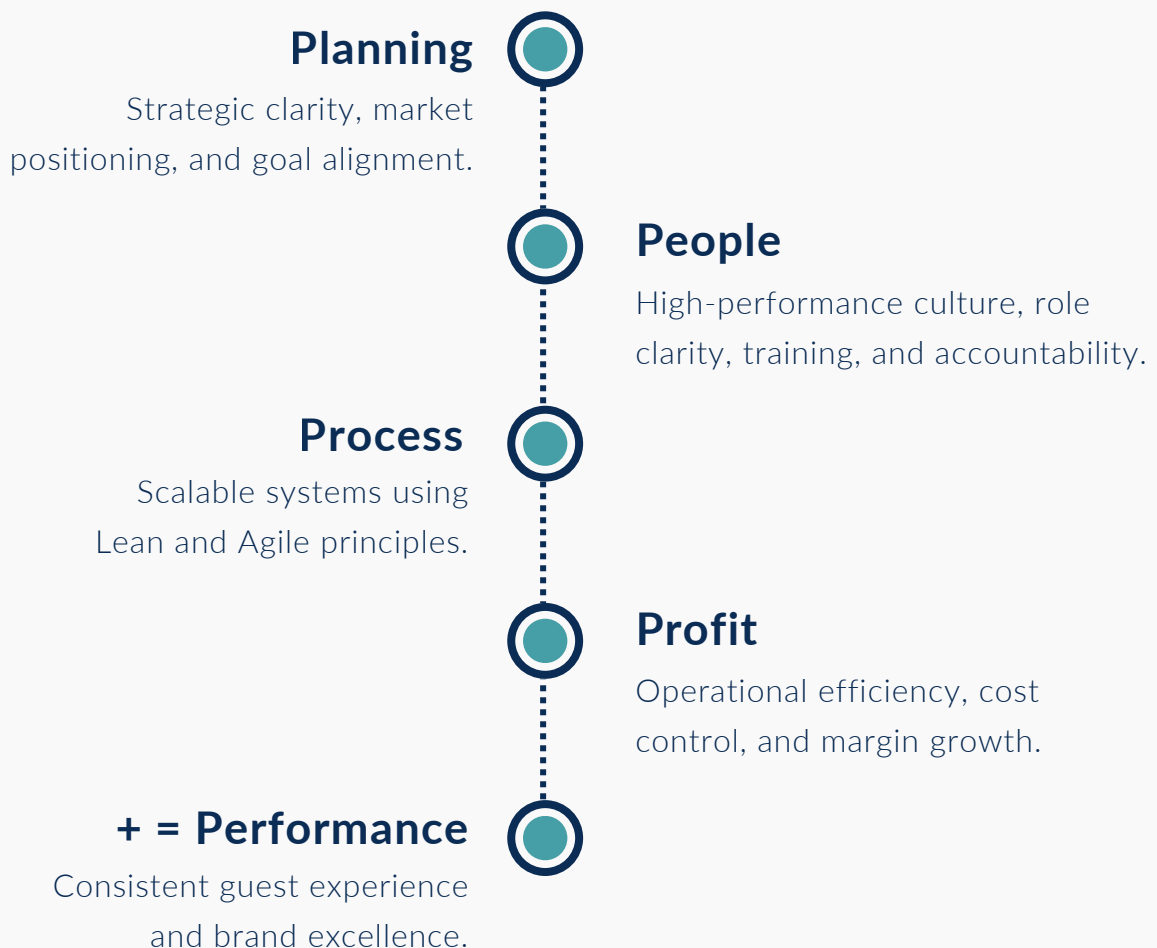 Planning
Strategic clarity, market
positioning, and goal alignment.
People
High-performance culture, role
clarity, training, and accountability.
Process
Scalable systems using
Lean and Agile principles.
Profit
Operational efficiency, cost
control, and margin growth.
+ = Performance
Consistent guest experience
and brand excellence.